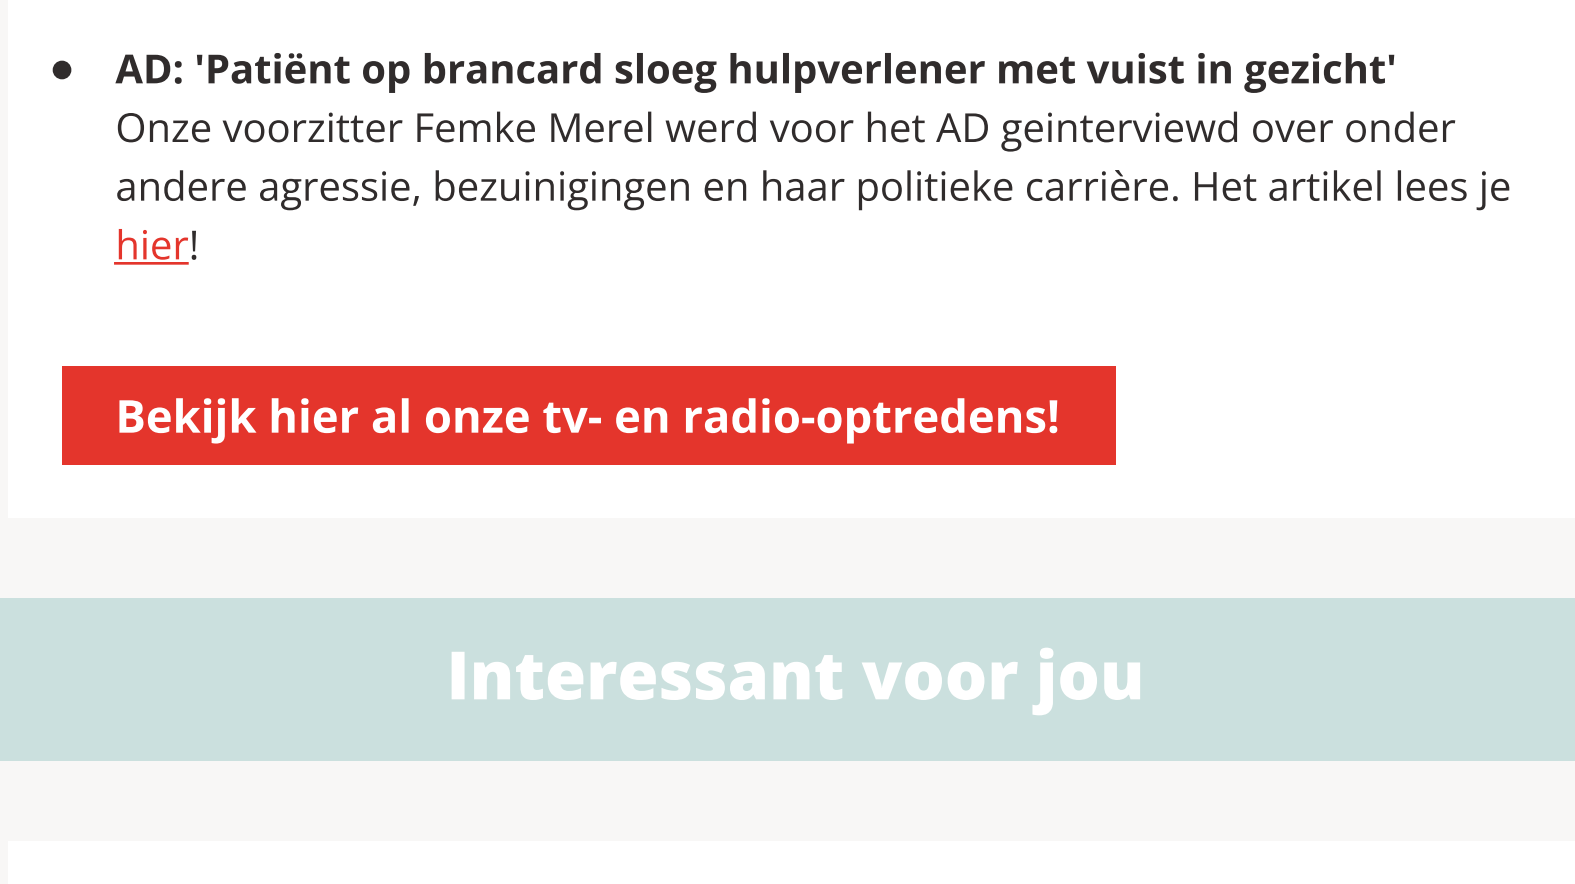 ● AD: 'Patiënt op brancard sloeg hulpverlener met vuist in gezicht'
Onze voorzitter Femke Merel werd voor het AD geinterviewd over onder
andere agressie, bezuinigingen en haar politieke carrière. Het artikel lees je
hier!
Bekijk hier al onze tv- en radio-optredens!
Interessant voor jou